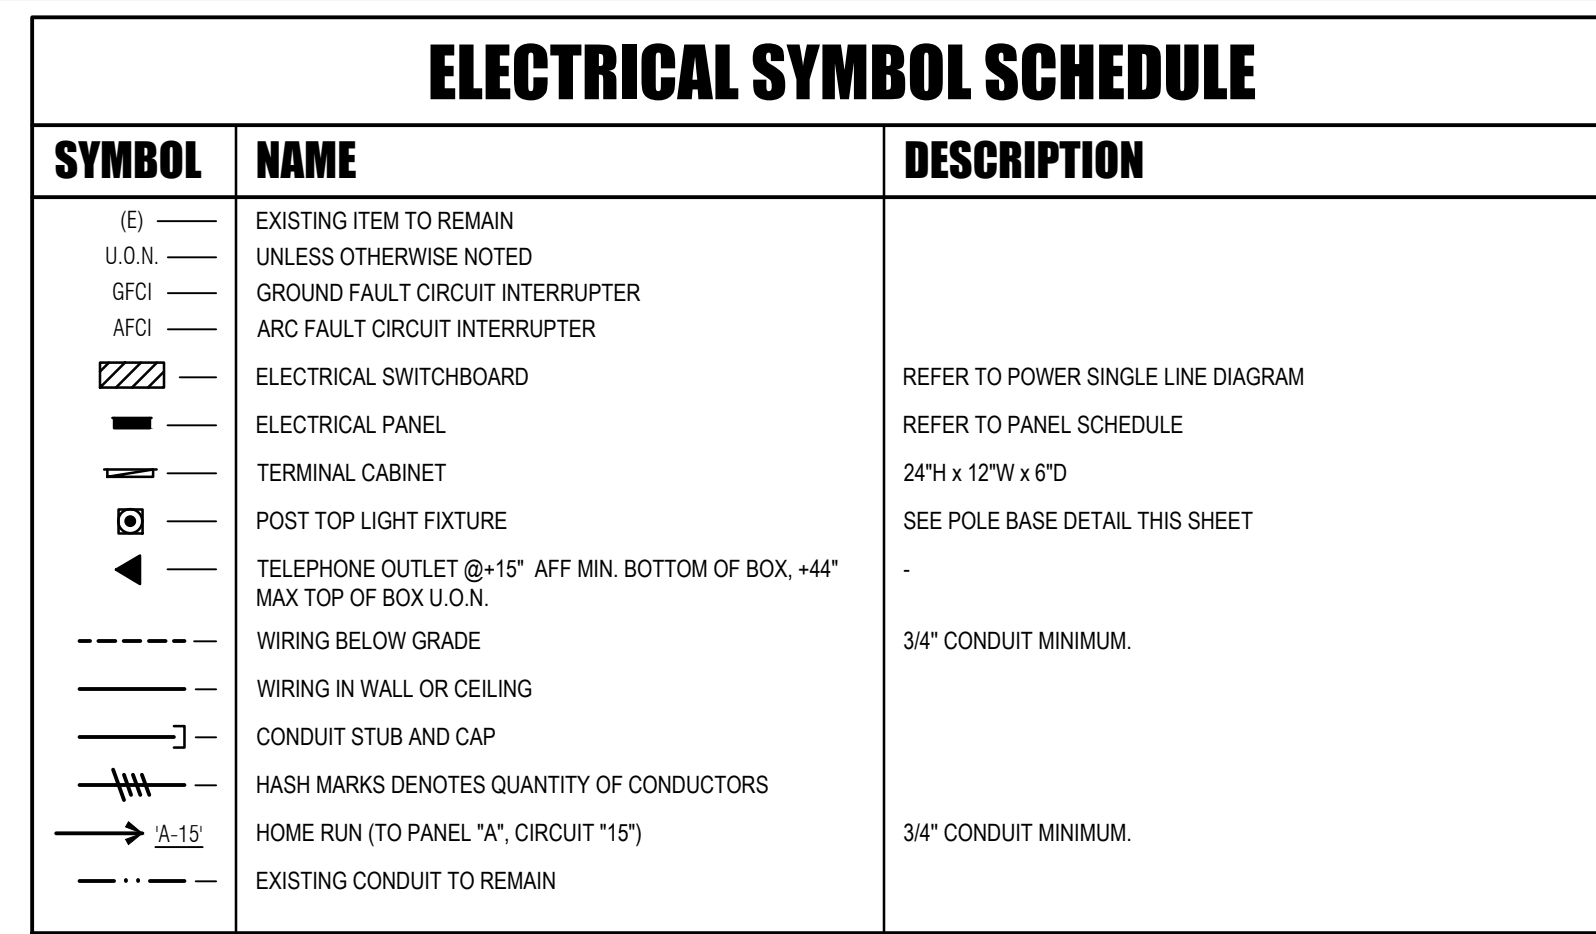 ELECTRICAL SYMBOL SCHEDULE
SYMBOL NAME DESCRIPTION
(E) EXISTING ITEM TO REMAIN
U.O.N. UNLESS OTHERWISE NOTED
GFCI GROUND FAULT CIRCUIT INTERRUPTER
AFCI ARC FAULT CIRCUIT INTERRUPTER
ELECTRICAL SWITCHBOARD REFER TO POWER SINGLE LINE DIAGRAM
ELECTRICAL PANEL REFER TO PANEL SCHEDULE
TERMINAL CABINET 24"H x 12"W x 6"D
POST TOP LIGHT FIXTURE SEE POLE BASE DETAIL THIS SHEET
TELEPHONE OUTLET @+15" AFF MIN. BOTTOM OF BOX, +44" -
MAX TOP OF BOX U.O.N.
WIRING BELOW GRADE 3/4" CONDUIT MINIMUM.
WIRING IN WALL OR CEILING
CONDUIT STUB AND CAP
HASH MARKS DENOTES QUANTITY OF CONDUCTORS
'A-15' HOME RUN (TO PANEL "A", CIRCUIT "15") 3/4" CONDUIT MINIMUM.
EXISTING CONDUIT TO REMAIN